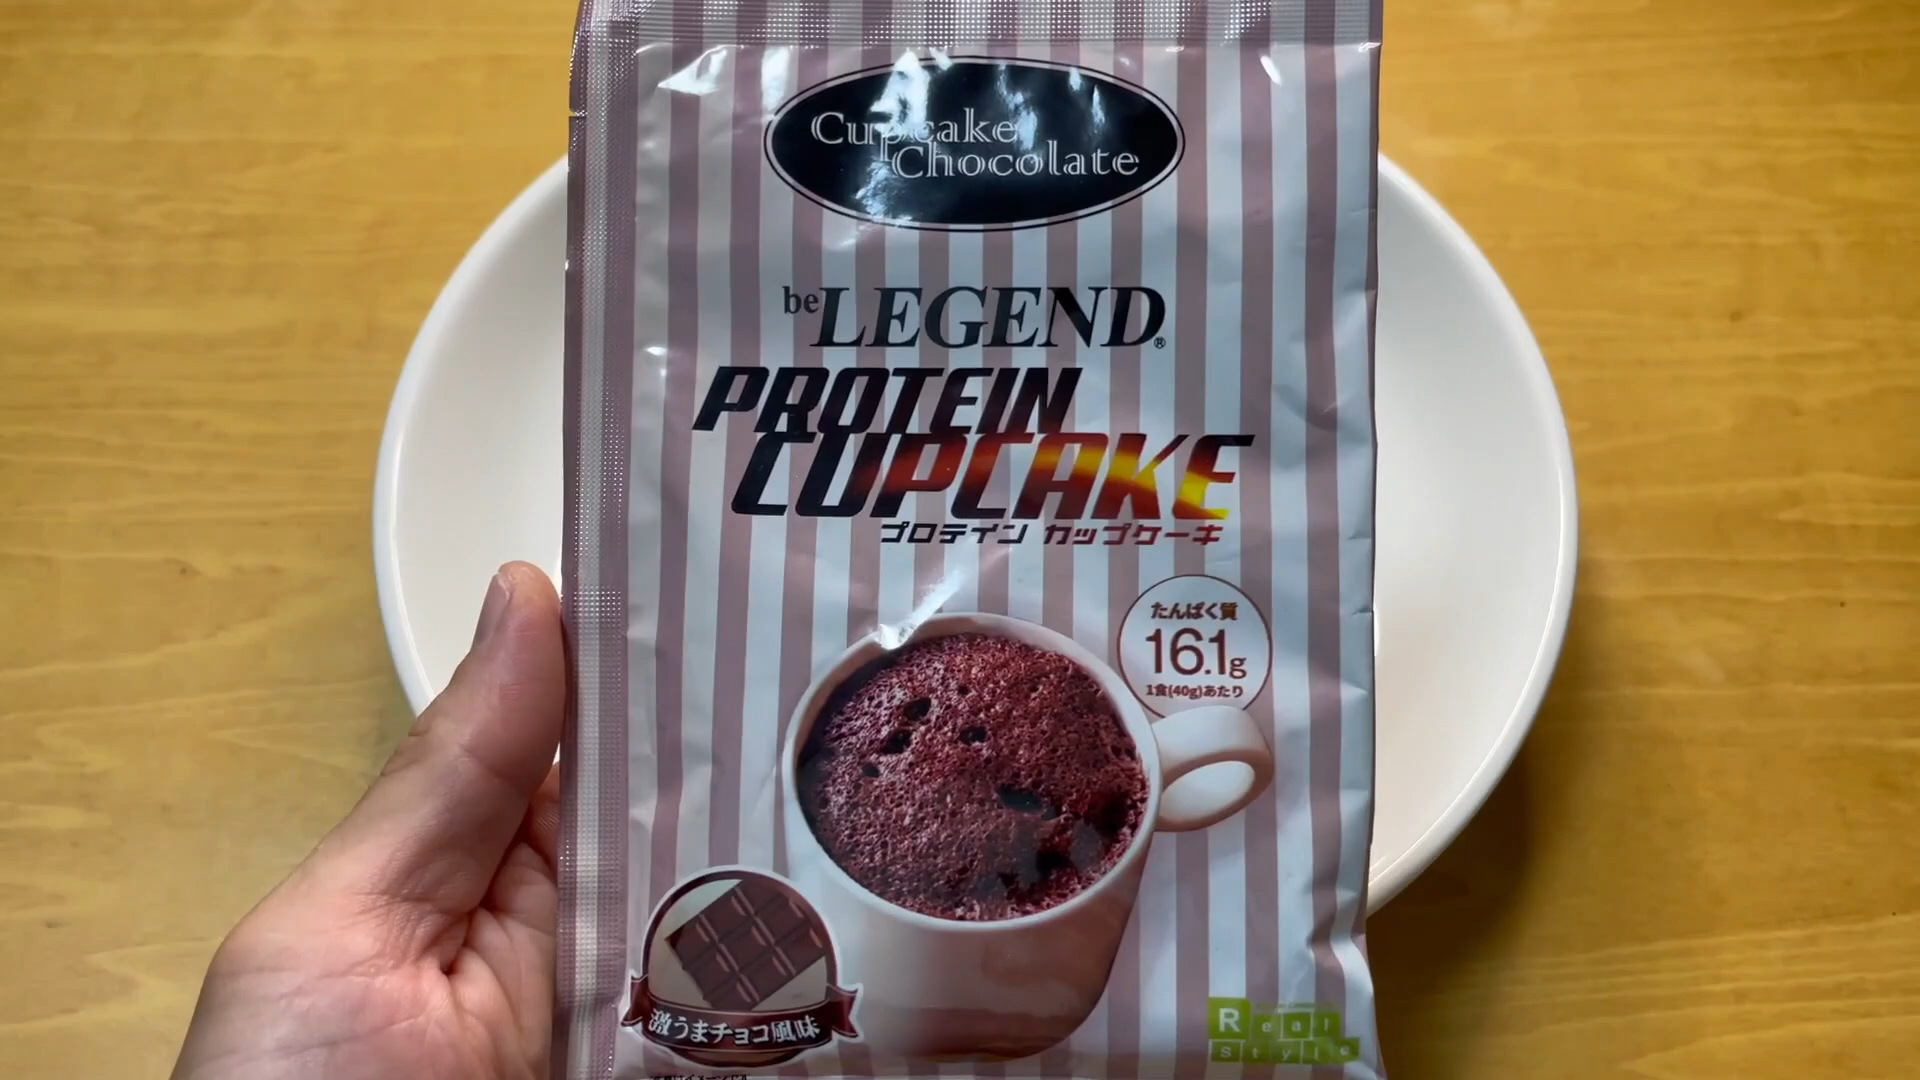 Cupcake
Chocolate
be LEGEND®
PROTEIN
CUPCAKE
プロテイン カップケーキ
たんぱく質
16.1g
1食(40g)あたり
激うまチョコ風味
Real
Style